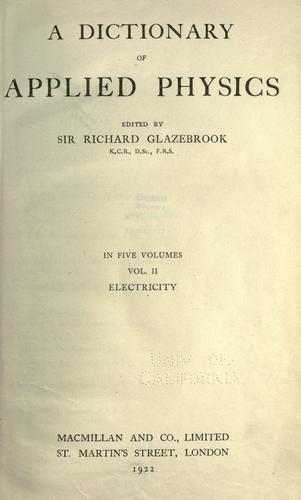 A DICTIONARY
OF
APPLIED PHYSICS
EDITED BY
SIR RICHARD GLAZEBROOK
K.C.B., D.Sc., F.R.S.
IN FIVE VOLUMES
VOL. II
ELECTRICITY
UNIV. OF
CALIFORNIA
MACMILLAN AND CO., LIMITED
ST. MARTIN'S STREET, LONDON
1922